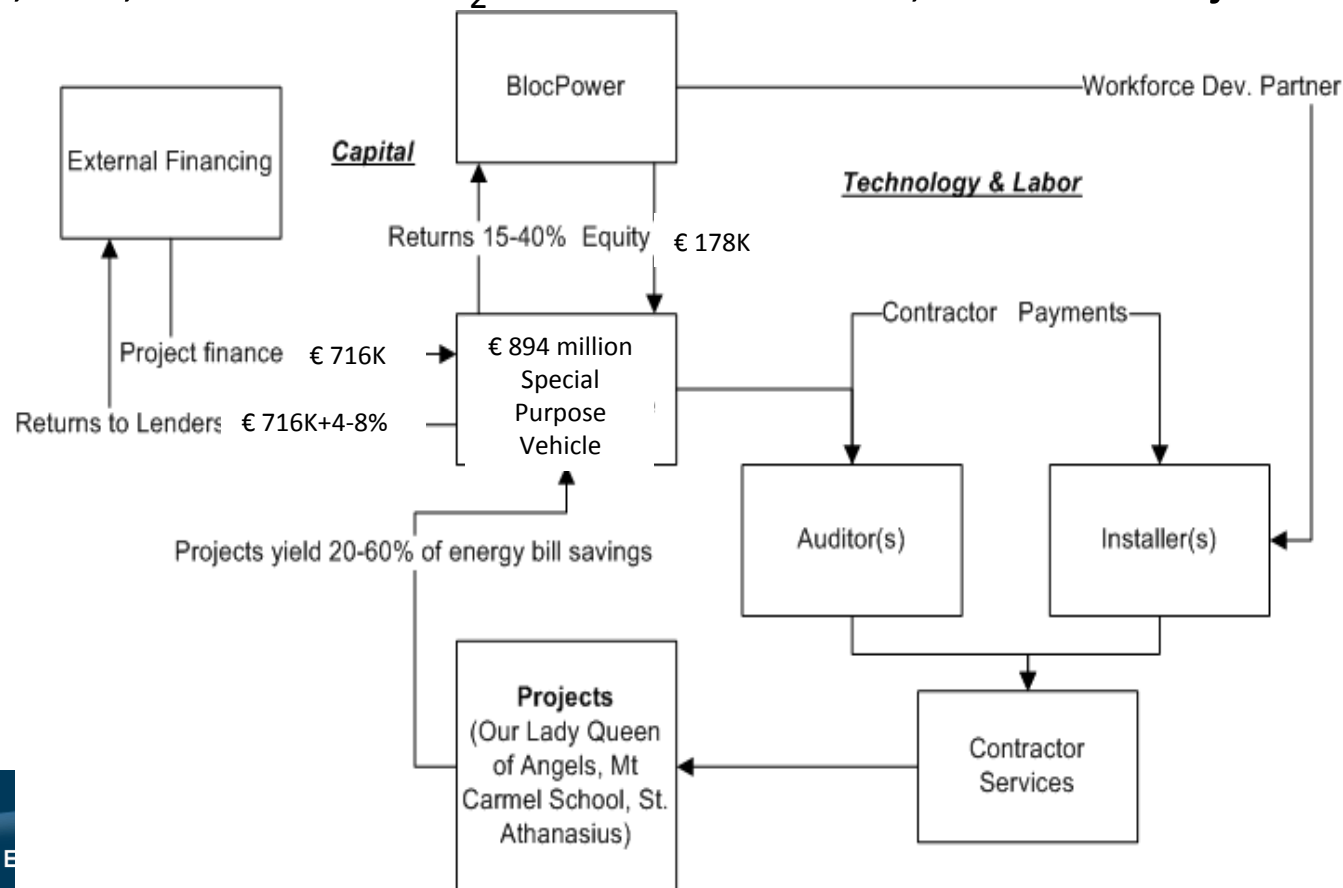 2
BlocPower
Workforce Dev. Partner
External Financing
Capital
Technology & Labor
Returns 15-40% Equity € 178K
Contractor Payments
Project finance € 716K
€ 894 million
Special
Purpose
Vehicle
Returns to Lenders € 716K+4-8%
Auditor(s)
Installer(s)
Projects yield 20-60% of energy bill savings
Projects
(Our Lady Queen
of Angels, Mt
Carmel School, St.
Athanasius)
Contractor
Services
E